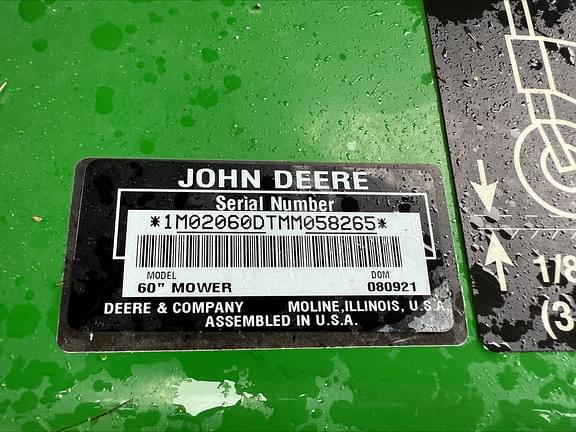 JOHN DEERE
Serial Number
*1M02060DTMM058265*
MODEL DOM
60" MOWER 080921
DEERE & COMPANY MOLINE, ILLINOIS, U.S.A.
ASSEMBLED IN U.S.A.
1/8
(3